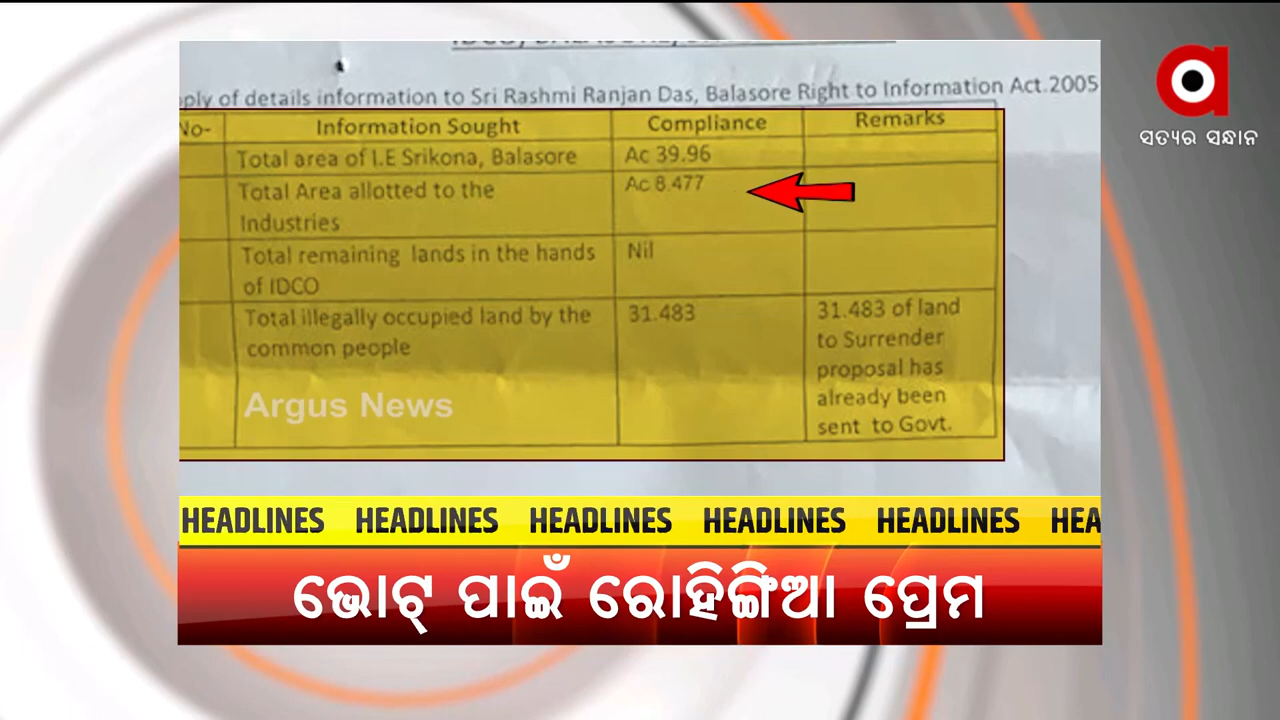 ply of details information to Sri Rashmi Ranjan Das, Balasore Right to Information Act.2005
No- Information Sought Compliance Remarks
Total area of I.E Srikona, Balasore Ac 39.96
Total Area allotted to the Ac 8.477
Industries
Total remaining lands in the hands Nil
of IDCO
Total illegally occupied land by the 31.483 31.483 of land
common people to Surrender
proposal has
already been
sent to Govt.
Argus News
ସତ୍ୟର ସନ୍ଧାନ
HEADLINES HEADLINES HEADLINES HEADLINES HEADLINES HEA
ଭୋଟ୍ ପାଇଁ ରୋହିଙ୍ଗିଆ ପ୍ରେମ